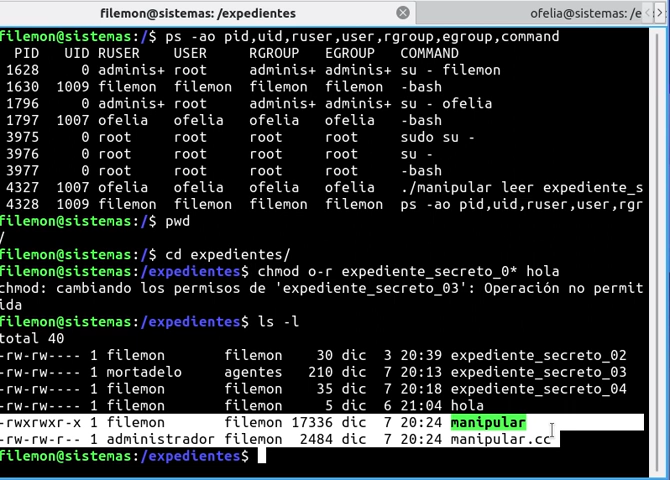 filemon@sistemas: /expedientes
ofelia@sistemas: /e
filemon@sistemas:/$ ps -ao pid,uid,ruser,user,rgroup,egroup,command
PID UID RUSER USER RGROUP EGROUP COMMAND
1628 0 adminis+ root adminis+ adminis+ su - filemon
1630 1009 filemon filemon filemon filemon -bash
1796 0 adminis+ root adminis+ adminis+ su - ofelia
1797 1007 ofelia ofelia ofelia ofelia -bash
3975 0 root root root root sudo su -
3976 0 root root root root su -
3977 0 root root root root -bash
4327 1007 ofelia ofelia ofelia ofelia ./manipular leer expediente_s
4328 1009 filemon filemon filemon filemon ps -ao pid,uid,ruser,user,rgr
filemon@sistemas:/$ pwd
/
filemon@sistemas:/$ cd expedientes/
filemon@sistemas:/expedientes$ chmod o-r expediente_secreto_0* hola
chmod: cambiando los permisos de 'expediente_secreto_03': Operación no permit
ida
filemon@sistemas:/expedientes$ ls -l
total 40
-rw-rw---- 1 filemon filemon 30 dic 3 20:39 expediente_secreto_02
-rw-rw---- 1 mortadelo agentes 210 dic 7 20:13 expediente_secreto_03
-rw-rw---- 1 filemon filemon 35 dic 7 20:18 expediente_secreto_04
-rw-rw---- 1 filemon filemon 5 dic 6 21:04 hola
-rwxrwxr-x 1 filemon filemon 17336 dic 7 20:24 manipular
-rw-rw-r-- 1 administrador filemon 2484 dic 7 20:24 manipular.cc
filemon@sistemas:/expedientes$